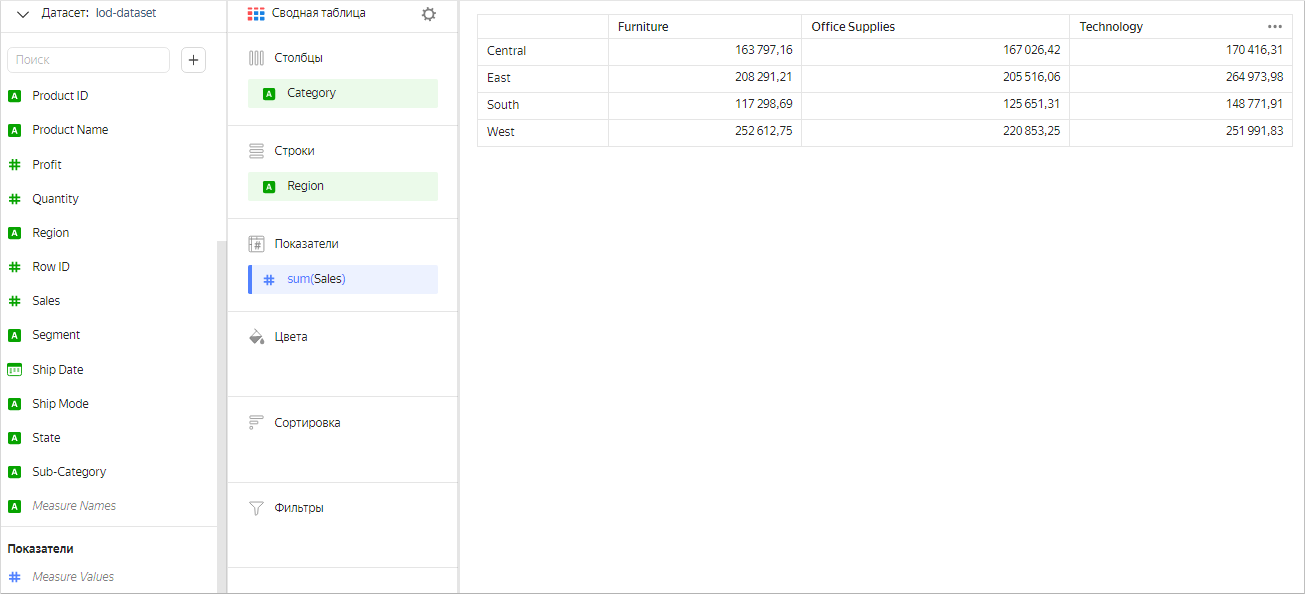 Датасет: lod-dataset
Поиск
+
A Product ID
A Product Name
# Profit
# Quantity
A Region
# Row ID
# Sales
A Segment
Ship Date
A Ship Mode
A State
A Sub-Category
A Measure Names
Показатели
# Measure Values
Сводная таблица
Столбцы
A Category
Строки
A Region
# Показатели
# sum(Sales)
Цвета
Сортировка
Фильтры
Furniture Office Supplies Technology
Central 163 797,16 167 026,42 170 416,31
East 208 291,21 205 516,06 264 973,98
South 117 298,69 125 651,31 148 771,91
West 252 612,75 220 853,25 251 991,83